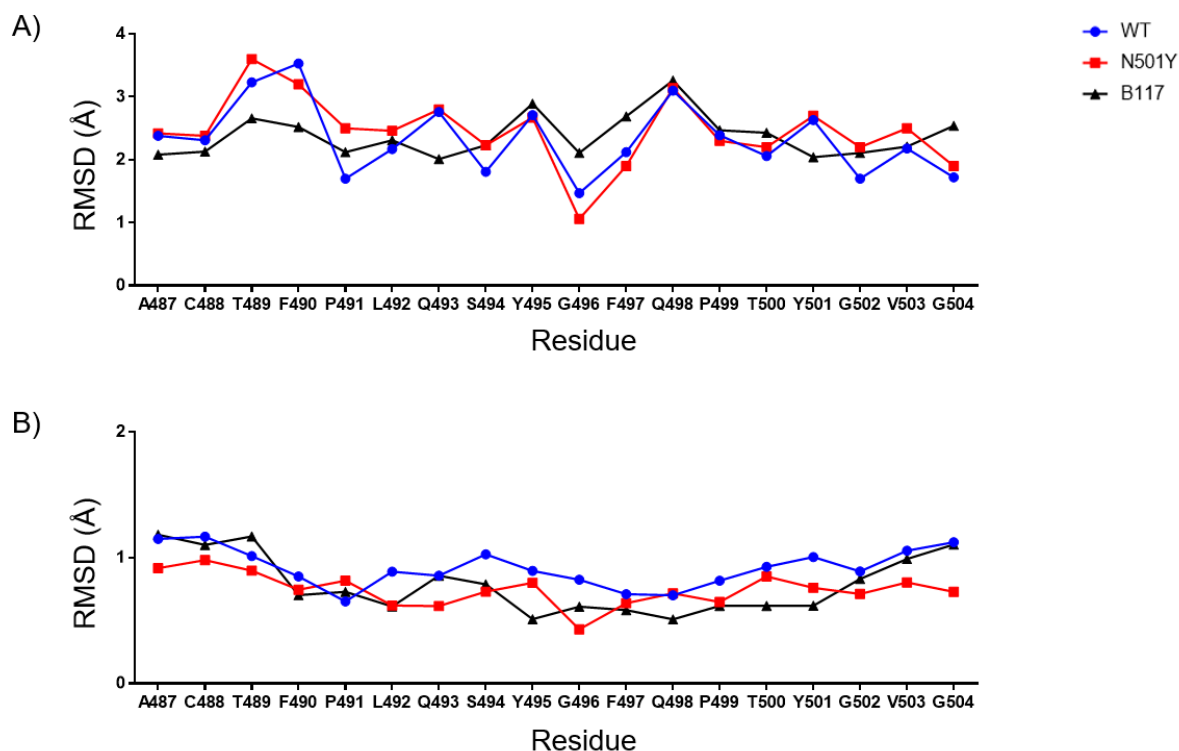 A)
WT
N501Y
B117
4
3
2
1
0
RMSD (Å)
A487 C488 T489 F490 P491 L492 Q493 S494 Y495 G496 F497 Q498 P499 T500 Y501 G502 V503 G504
Residue
B)
2
1
0
RMSD (Å)
A487 C488 T489 F490 P491 L492 Q493 S494 Y495 G496 F497 Q498 P499 T500 Y501 G502 V503 G504
Residue